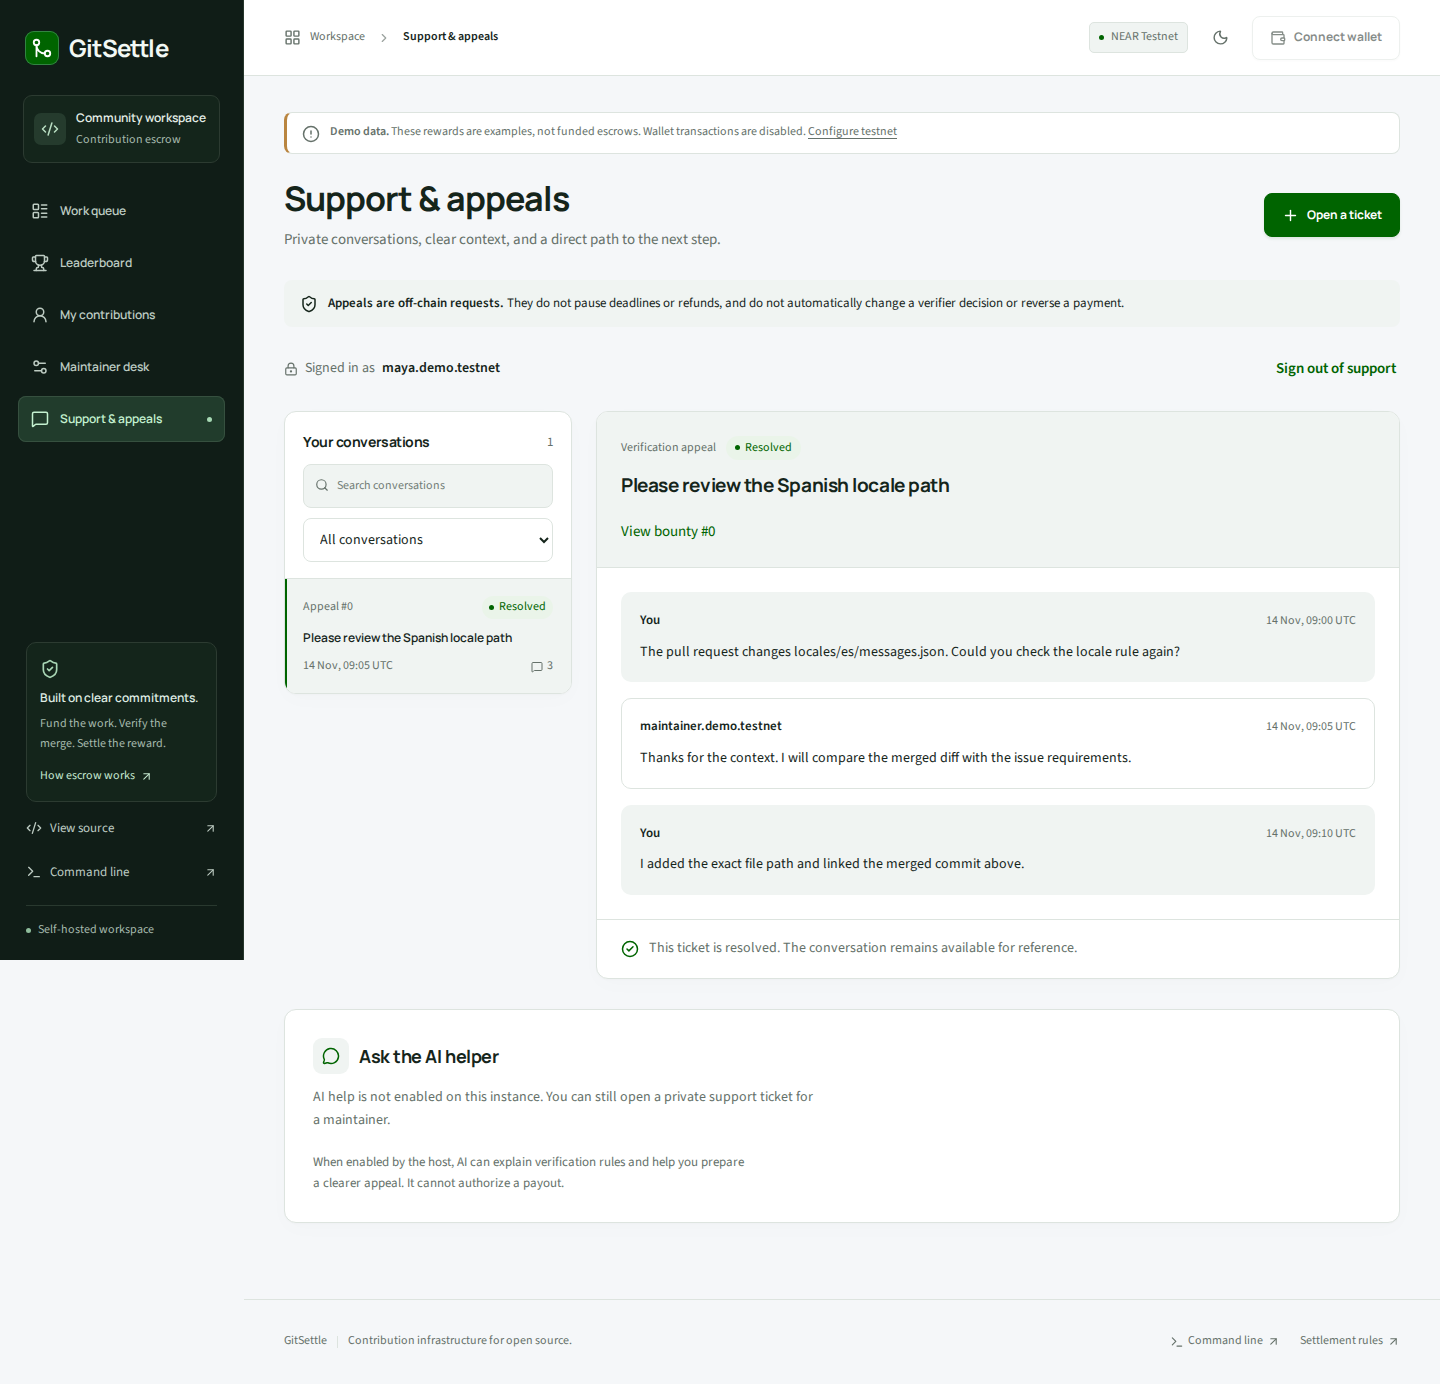 GitSettle
Community workspace
Contribution escrow
Work queue
Leaderboard
My contributions
Maintainer desk
Support & appeals
Built on clear commitments.
Fund the work. Verify the
merge. Settle the reward.
How escrow works
View source
Command line
Self-hosted workspace
Workspace
Support & appeals
NEAR Testnet
Connect wallet
Demo data. These rewards are examples, not funded escrows. Wallet transactions are disabled. Configure testnet
Support & appeals
Private conversations, clear context, and a direct path to the next step.
Open a ticket
Appeals are off-chain requests. They do not pause deadlines or refunds, and do not automatically change a verifier decision or reverse a payment.
Signed in as maya.demo.testnet
Sign out of support
Your conversations
1
Search conversations
All conversations
Appeal #0
Resolved
Please review the Spanish locale path
14 Nov, 09:05 UTC
3
Verification appeal
Resolved
Please review the Spanish locale path
View bounty #0
You
14 Nov, 09:00 UTC
The pull request changes locales/es/messages.json. Could you check the locale rule again?
maintainer.demo.testnet
14 Nov, 09:05 UTC
Thanks for the context. I will compare the merged diff with the issue requirements.
You
14 Nov, 09:10 UTC
I added the exact file path and linked the merged commit above.
This ticket is resolved. The conversation remains available for reference.
Ask the AI helper
AI help is not enabled on this instance. You can still open a private support ticket for
a maintainer.
When enabled by the host, AI can explain verification rules and help you prepare
a clearer appeal. It cannot authorize a payout.
GitSettle
Contribution infrastructure for open source.
Command line
Settlement rules